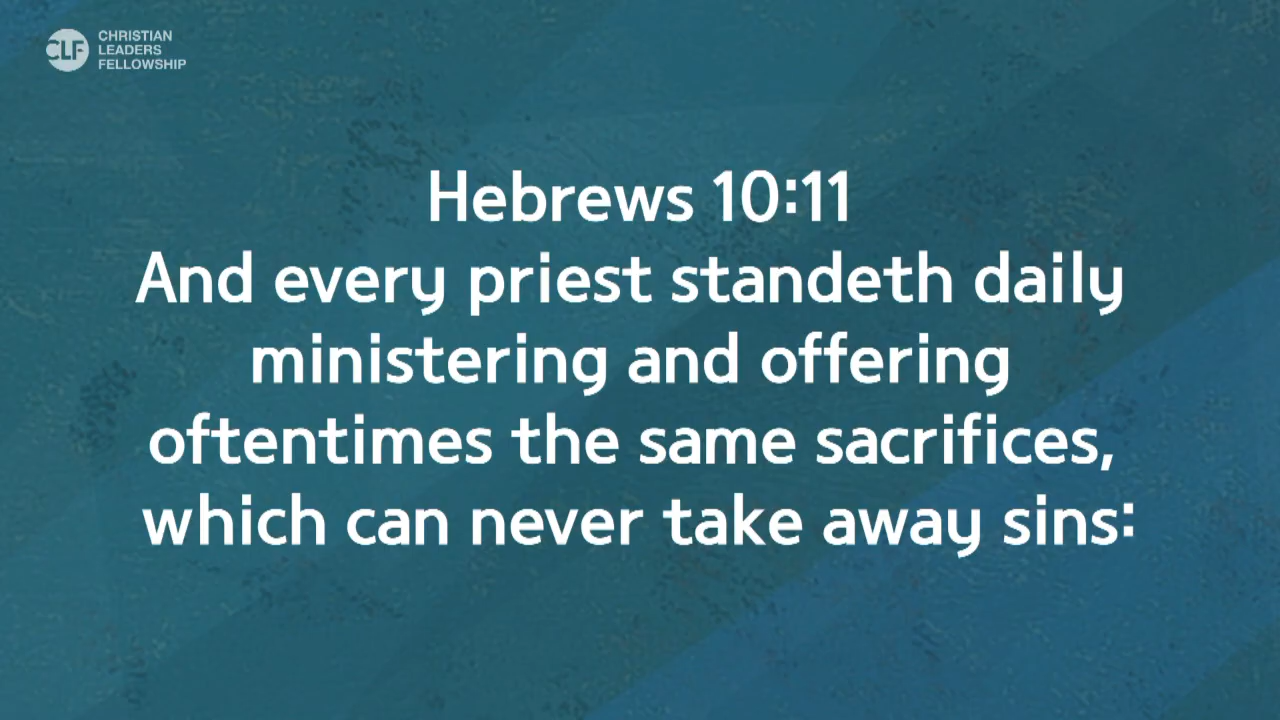 CLF
CHRISTIAN
LEADERS
FELLOWSHIP
Hebrews 10:11
And every priest standeth daily
ministering and offering
oftentimes the same sacrifices,
which can never take away sins: